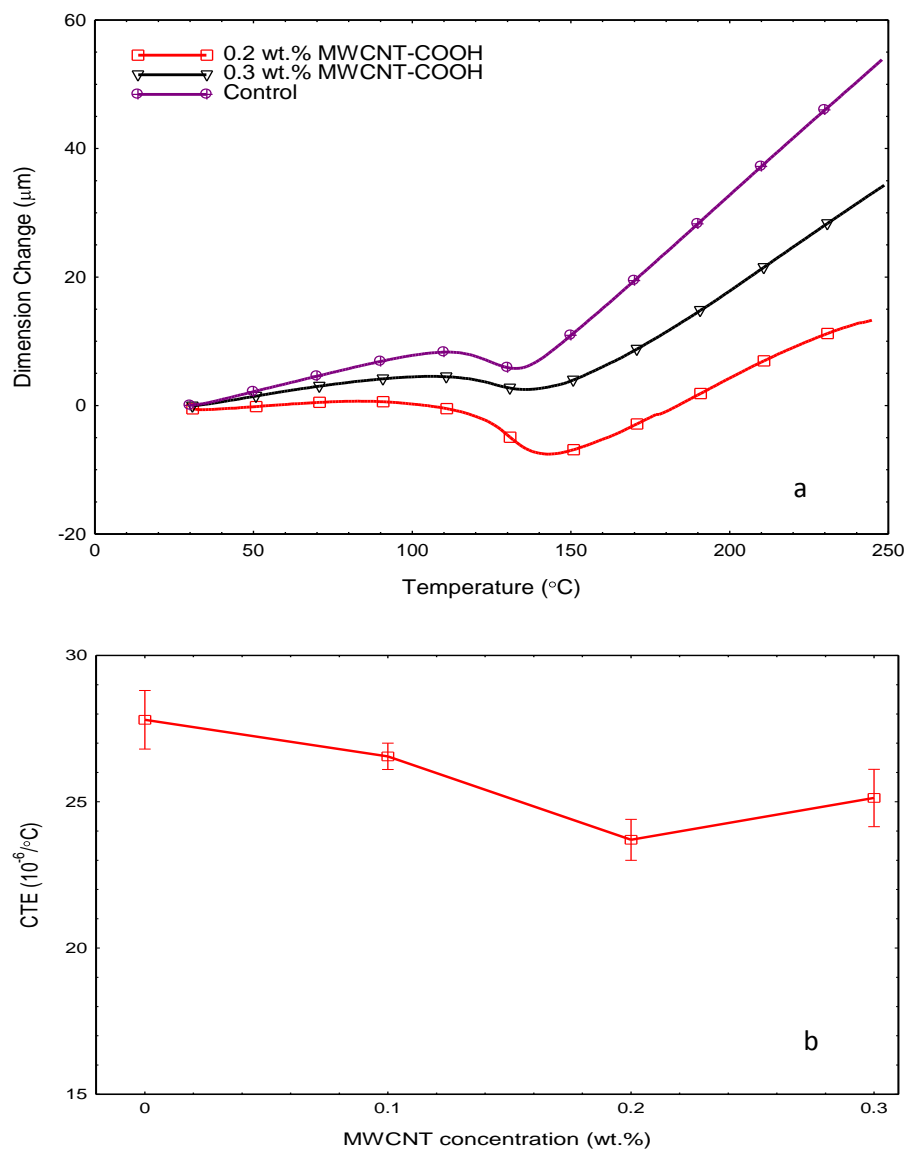 60
0.2 wt.% MWCNT-COOH
0.3 wt.% MWCNT-COOH
Control
40
20
0
-20
Dimension Change (μm)
a
0 50 100 150 200 250
Temperature (°C)
30
25
20
15
CTE (10⁻⁶/°C)
b
0 0.1 0.2 0.3
MWCNT concentration (wt.%)